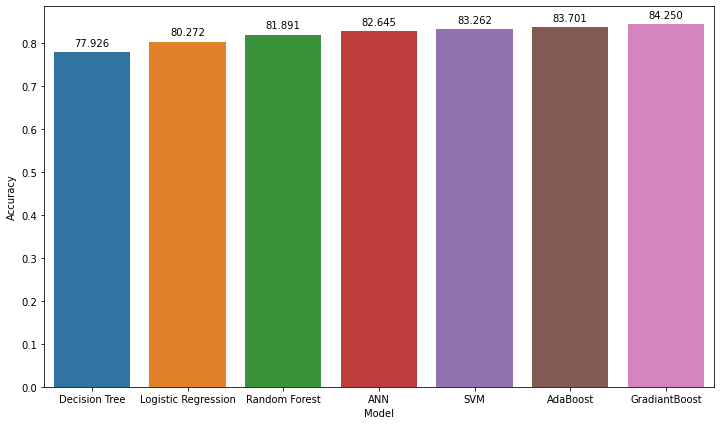 77.926
80.272
81.891
82.645
83.262
83.701
84.250
Accuracy
0.8
0.7
0.6
0.5
0.4
0.3
0.2
0.1
0.0
Decision Tree
Logistic Regression
Random Forest
ANN
SVM
AdaBoost
GradiantBoost
Model